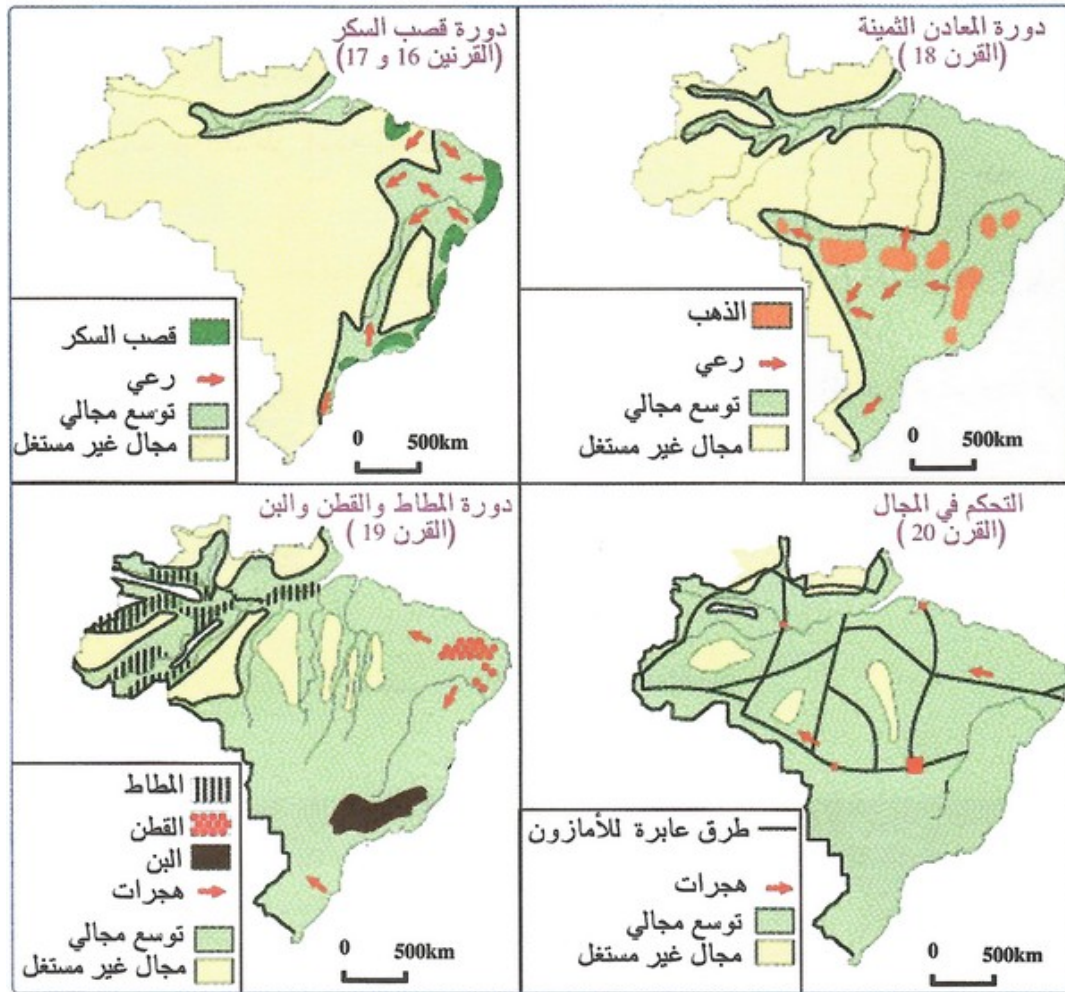 دورة قصب السكر
(القرنين 16 و 17)
قصب السكر
رعي
توسع مجالي
مجال غير مستغل
0 500km
دورة المعادن الثمينة
(القرن 18)
الذهب
رعي
توسع مجالي
مجال غير مستغل
0 500km
دورة المطاط والقطن والبن
(القرن 19)
المطاط
القطن
البن
هجرات
توسع مجالي
مجال غير مستغل
0 500km
التحكم في المجال
(القرن 20)
طرق عابرة للأمازون
هجرات
توسع مجالي
مجال غير مستغل
0 500km